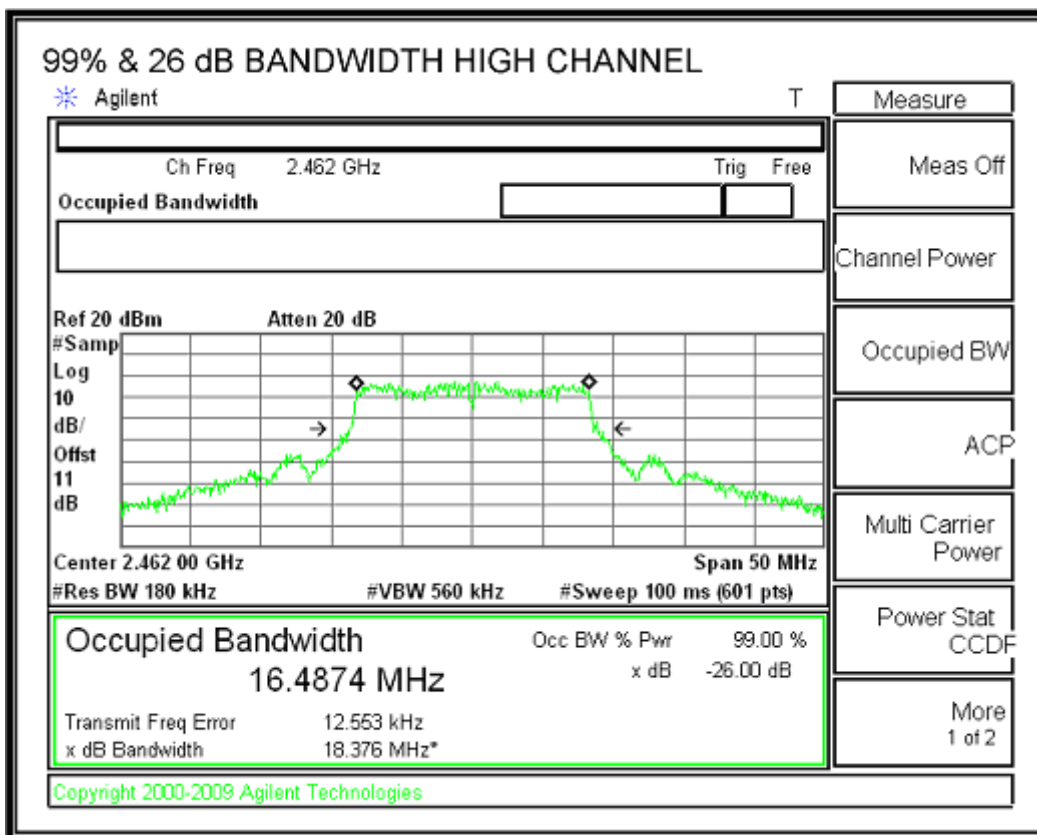 99% & 26 dB BANDWIDTH HIGH CHANNEL
Agilent T
Ch Freq 2.462 GHz Trig Free
Occupied Bandwidth
Ref 20 dBm Atten 20 dB
#Samp
Log
10
dB/
Offst
11
dB
Center 2.462 00 GHz Span 50 MHz
#Res BW 180 kHz #VBW 560 kHz #Sweep 100 ms (601 pts)
Occupied Bandwidth
16.4874 MHz
Occ BW % Pwr 99.00 %
x dB -26.00 dB
Transmit Freq Error 12.553 kHz
x dB Bandwidth 18.376 MHz*
Copyright 2000-2009 Agilent Technologies
Measure
Meas Off
Channel Power
Occupied BW
ACP
Multi Carrier
Power
Power Stat
CCDF
More
1 of 2